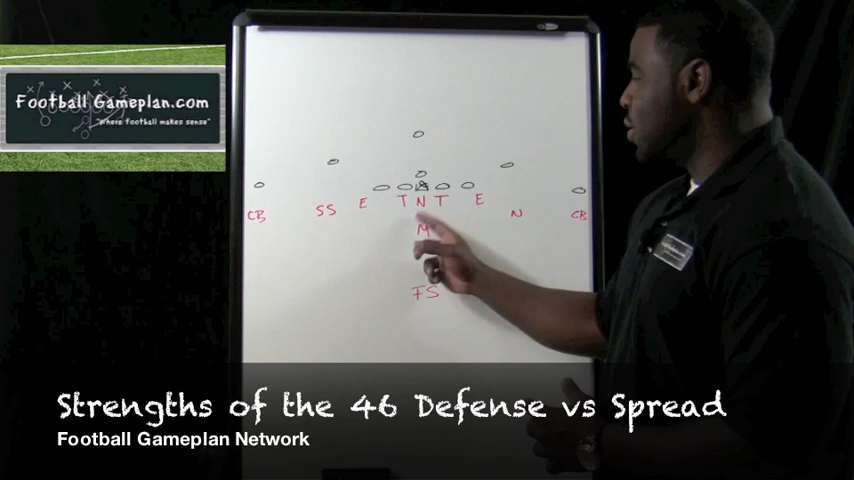 Football Gameplan.com
"Where football makes sense"
E T N T E
CB SS N CB
M
FS
Strengths of the 46 Defense vs Spread
Football Gameplan Network